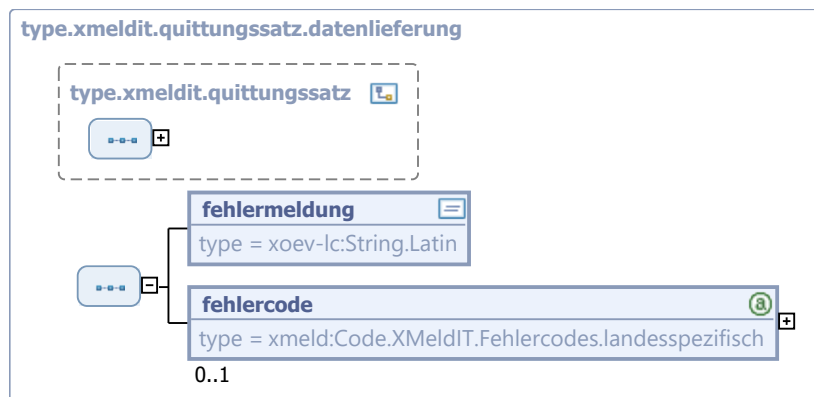 type.xmeldit.quittungssatz.datenlieferung
type.xmeldit.quittungssatz
fehlermeldung
type = xoev-lc:String.Latin
fehlercode
type = xmeld:Code.XMeldIT.Fehlercodes.landesspezifisch
0..1